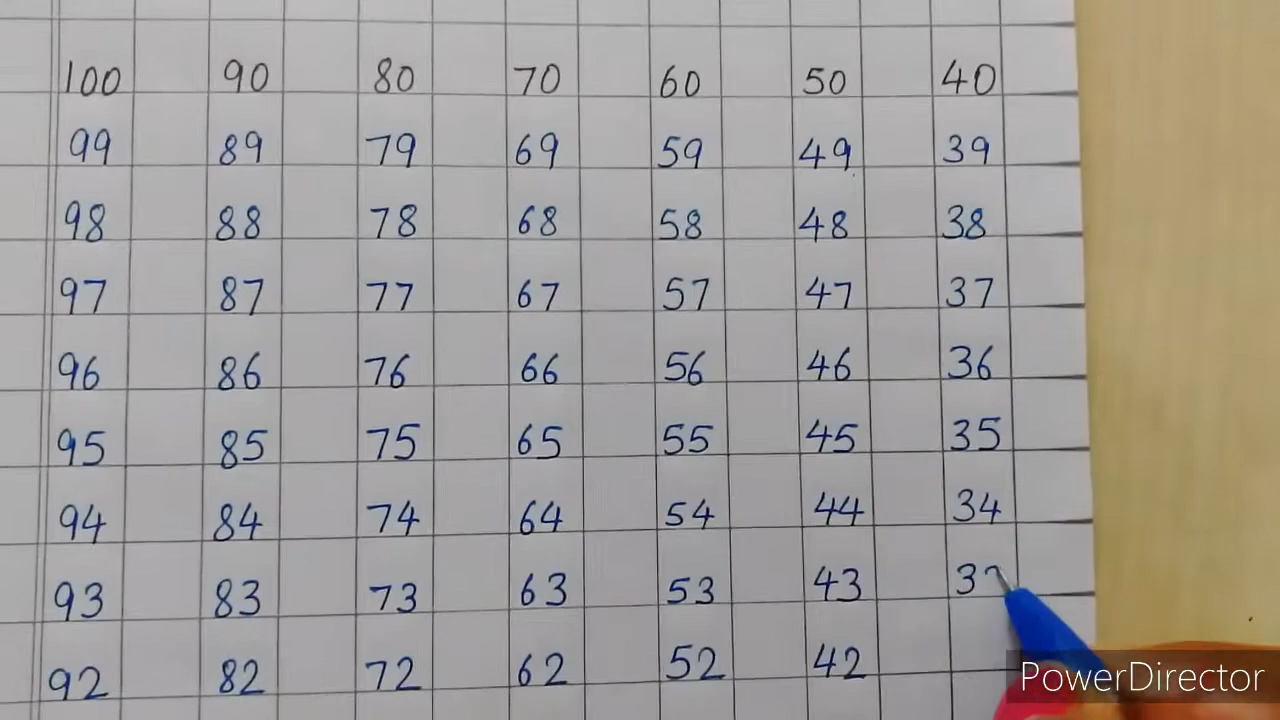 100 90 80 70 60 50 40
99 89 79 69 59 49 39
98 88 78 68 58 48 38
97 87 77 67 57 47 37
96 86 76 66 56 46 36
95 85 75 65 55 45 35
94 84 74 64 54 44 34
93 83 73 63 53 43
92 82 72 62 52 42
PowerDirector